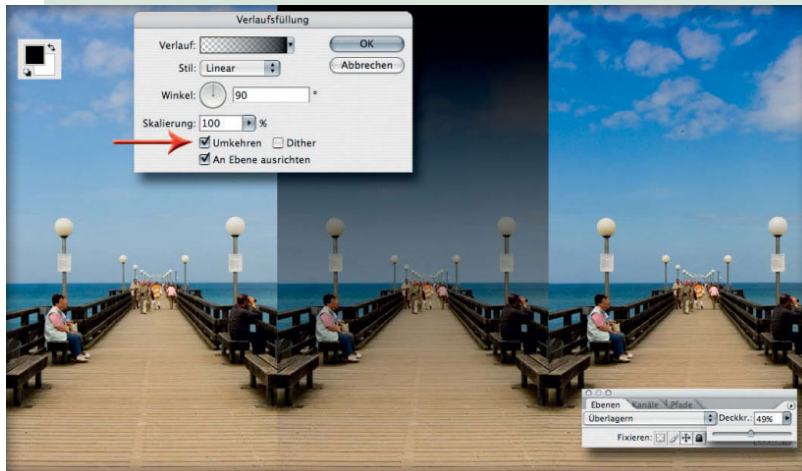 Verlaufsfüllung
Verlauf:
OK
Stil: Linear
Abbrechen
Winkel: 90 °
Skalierung: 100 %
Umkehren Dither
An Ebene ausrichten
Ebenen Kanäle Pfade
Überlagern Deckkr.: 49%
Fixieren: